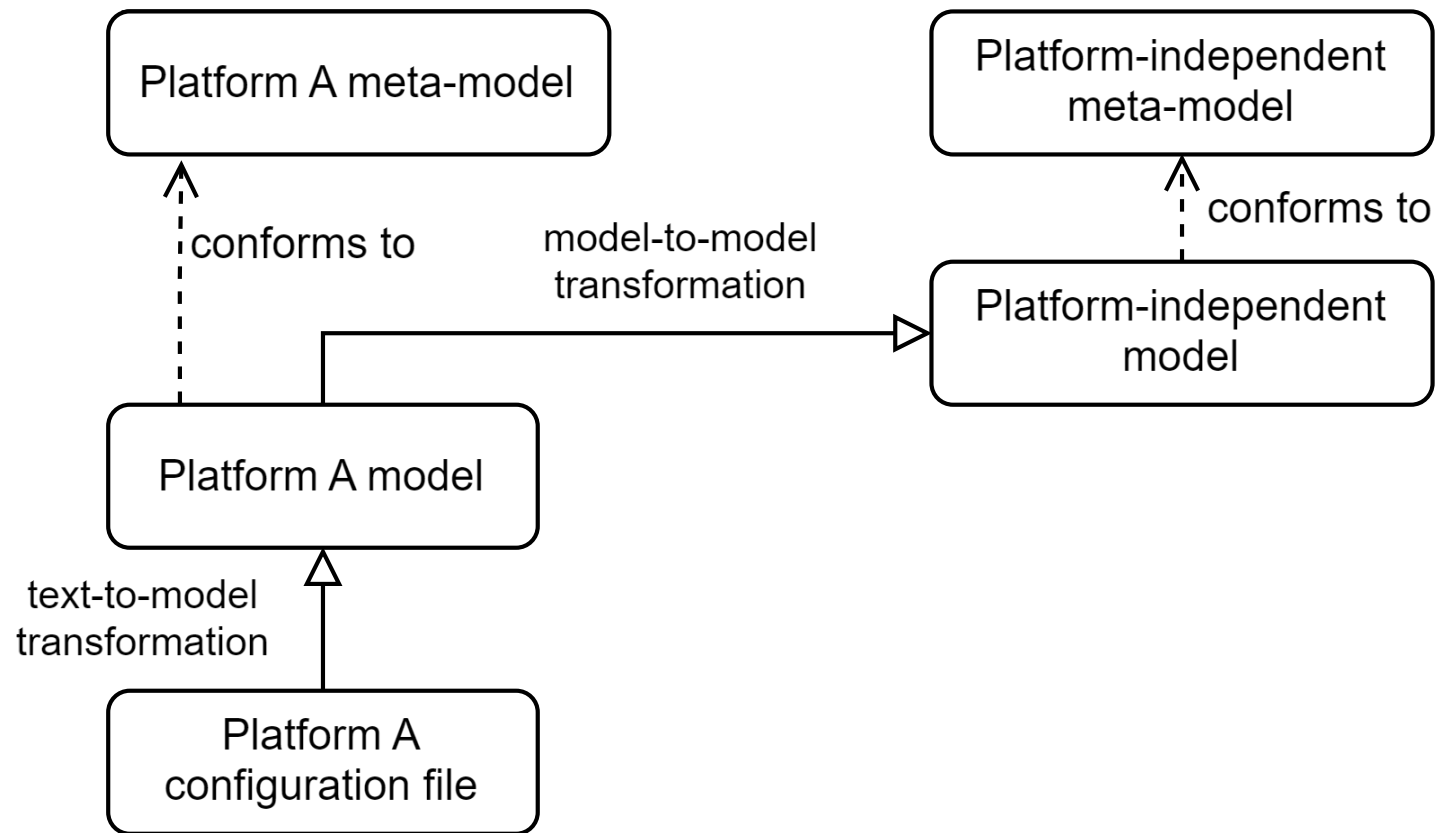 Platform A meta-model
Platform-independent
meta-model
conforms to
conforms to
model-to-model
transformation
Platform-independent
model
Platform A model
text-to-model
transformation
Platform A
configuration file